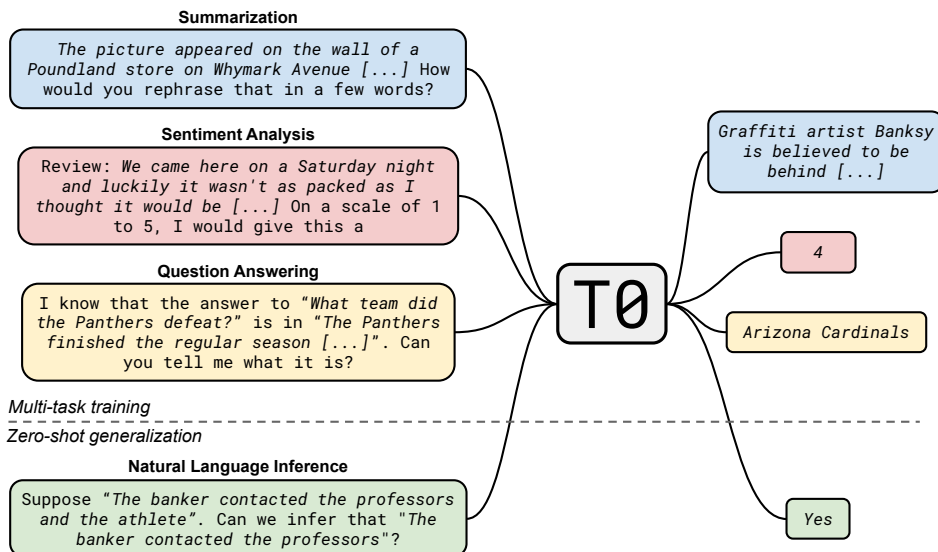 Summarization
The picture appeared on the wall of a
Poundland store on Whymark Avenue [...] How
would you rephrase that in a few words?
Sentiment Analysis
Review: We came here on a Saturday night
and luckily it wasn't as packed as I
thought it would be [...] On a scale of 1
to 5, I would give this a
Question Answering
I know that the answer to “What team did
the Panthers defeat?” is in “The Panthers
finished the regular season [...]”. Can
you tell me what it is?
Multi-task training
Zero-shot generalization
Natural Language Inference
Suppose “The banker contacted the professors
and the athlete”. Can we infer that "The
banker contacted the professors"?
T0
Graffiti artist Banksy
is believed to be
behind [...]
4
Arizona Cardinals
Yes